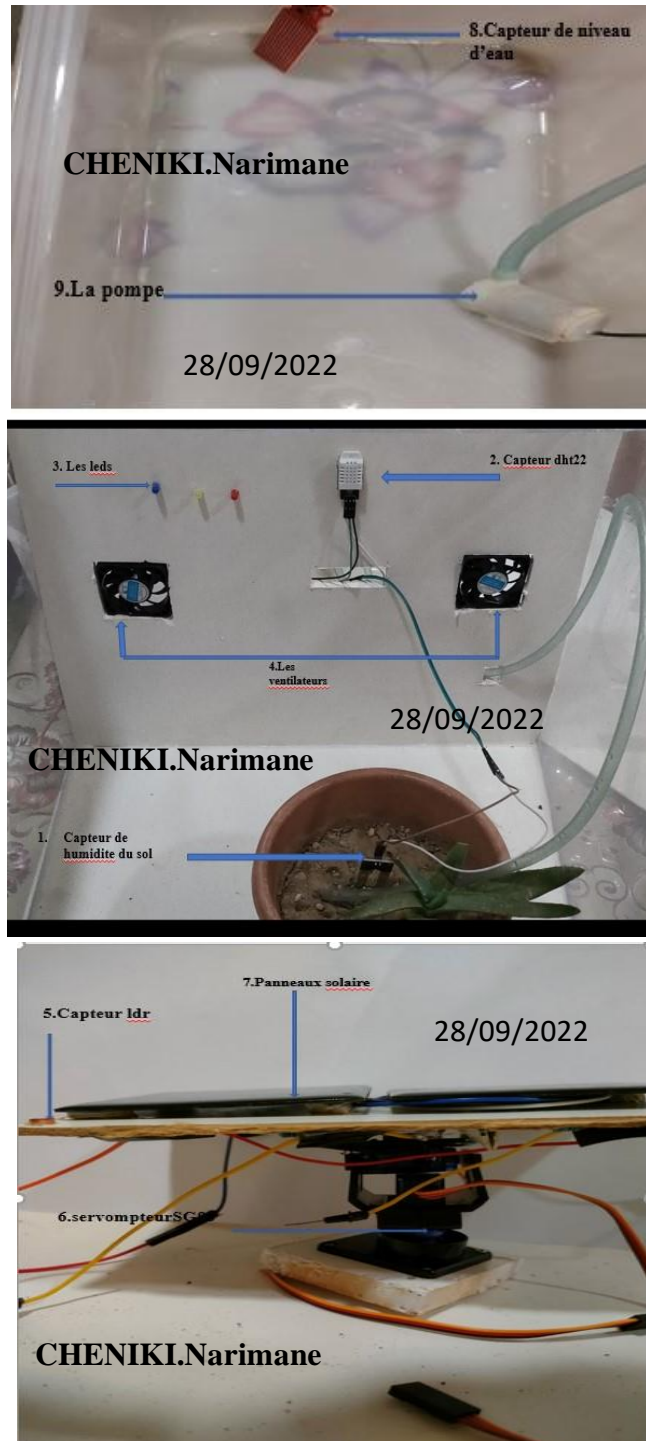 8.Capteur de niveau
d'eau
CHENIKI.Narimane
9.La pompe
28/09/2022
3. Les leds
2. Capteur dht22
4.Les
ventilateurs
28/09/2022
CHENIKI.Narimane
1. Capteur de
humidite du sol
7.Panneaux solaire
5.Capteur ldr
28/09/2022
6.servompteurSG
CHENIKI.Narimane